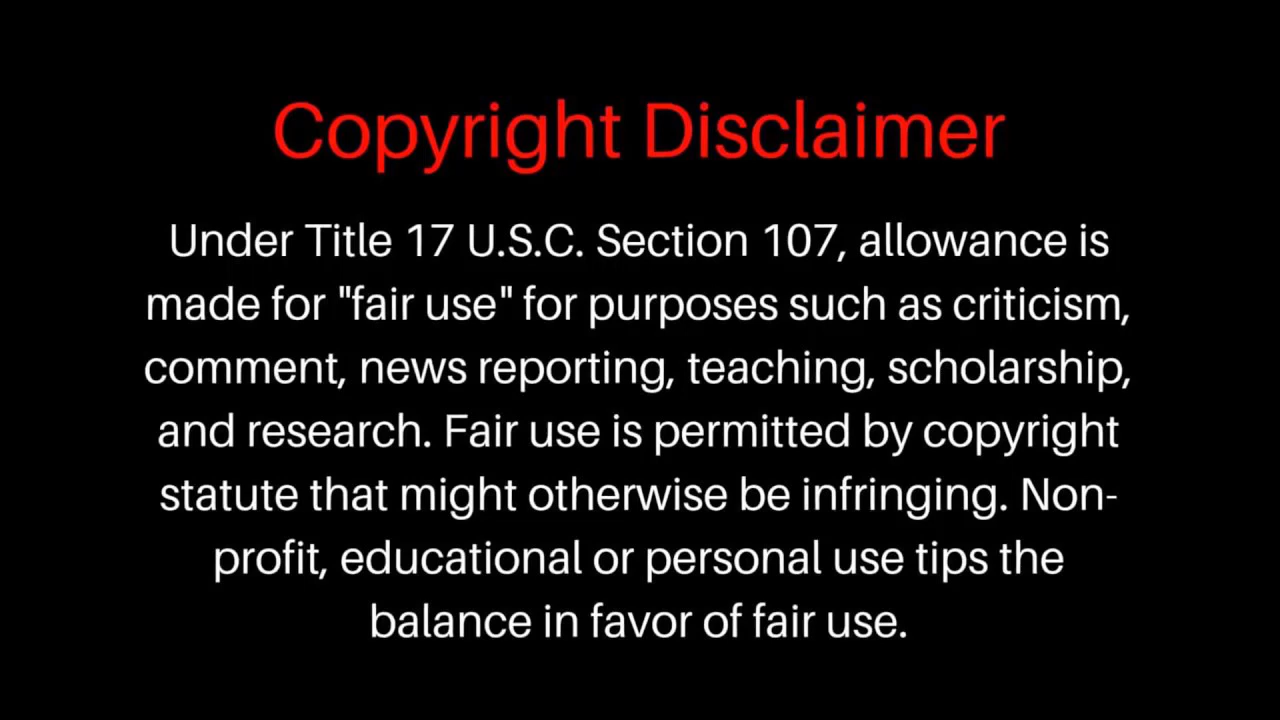 Copyright Disclaimer
Under Title 17 U.S.C. Section 107, allowance is
made for "fair use" for purposes such as criticism,
comment, news reporting, teaching, scholarship,
and research. Fair use is permitted by copyright
statute that might otherwise be infringing. Non-
profit, educational or personal use tips the
balance in favor of fair use.